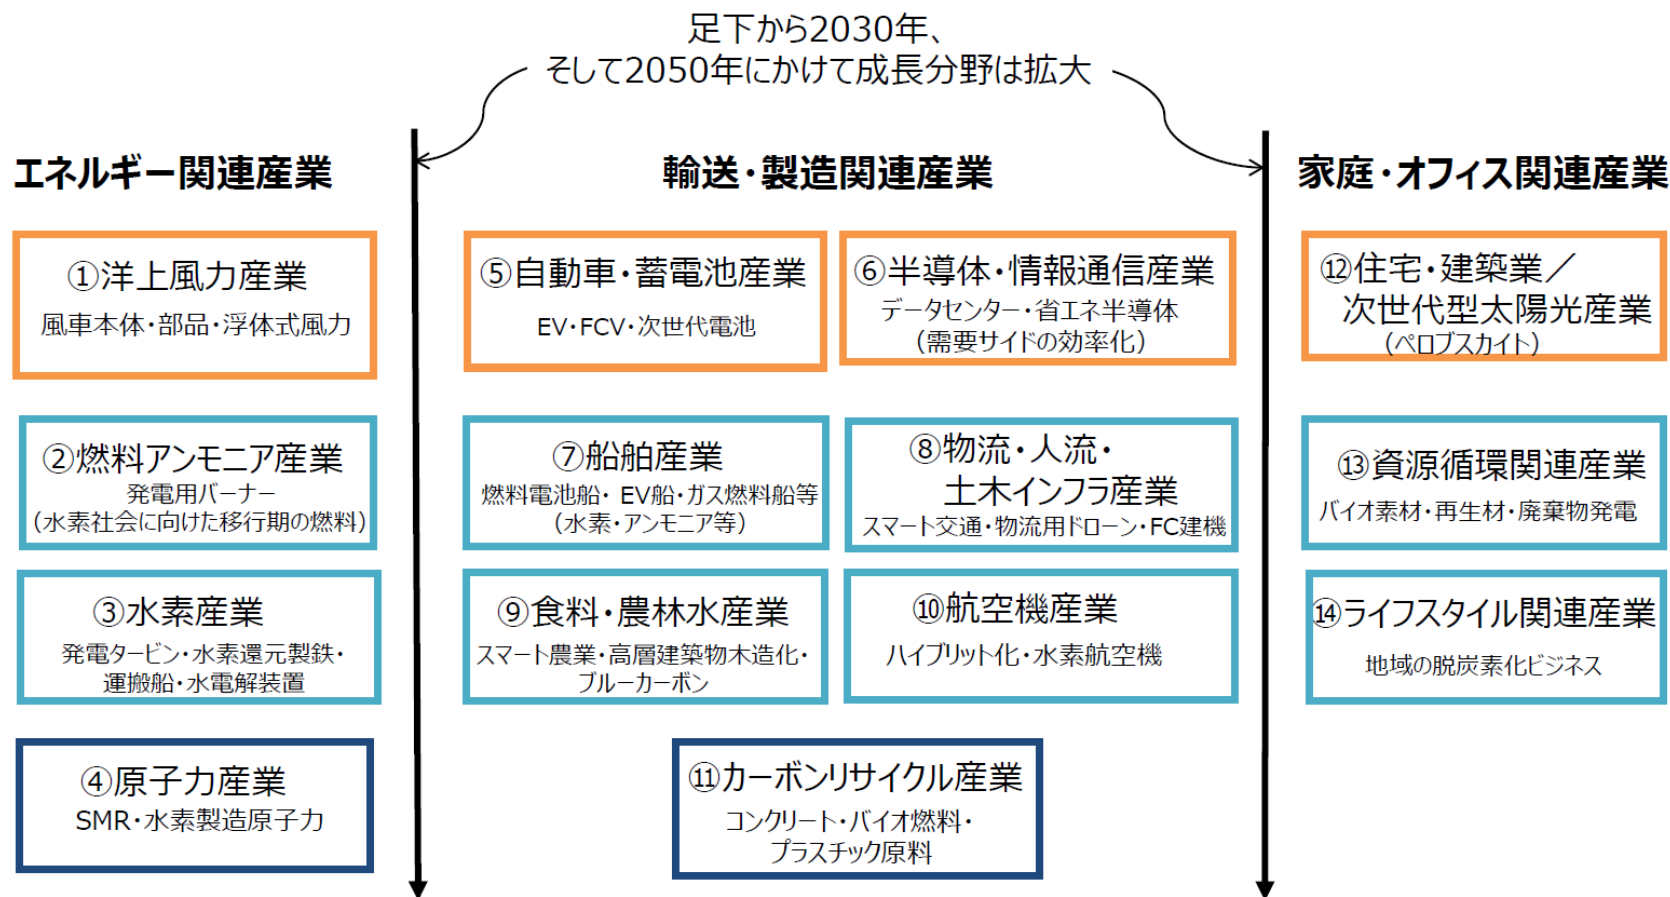 足下から2030年、
そして2050年にかけて成長分野は拡大
エネルギー関連産業
輸送・製造関連産業
家庭・オフィス関連産業
①洋上風力産業
風車本体・部品・浮体式風力
⑤自動車・蓄電池産業
EV・FCV・次世代電池
⑥半導体・情報通信産業
データセンター・省エネ半導体
(需要サイドの効率化)
⑫住宅・建築業/
次世代型太陽光産業
(ペロブスカイト)
②燃料アンモニア産業
発電用バーナー
(水素社会に向けた移行期の燃料)
⑦船舶産業
燃料電池船・EV船・ガス燃料船等
(水素・アンモニア等)
⑧物流・人流・
土木インフラ産業
スマート交通・物流用ドローン・FC建機
⑬資源循環関連産業
バイオ素材・再生材・廃棄物発電
③水素産業
発電タービン・水素還元製鉄・
運搬船・水電解装置
⑨食料・農林水産業
スマート農業・高層建築物木造化・
ブルーカーボン
⑩航空機産業
ハイブリット化・水素航空機
⑭ライフスタイル関連産業
地域の脱炭素化ビジネス
④原子力産業
SMR・水素製造原子力
⑪カーボンリサイクル産業
コンクリート・バイオ燃料・
プラスチック原料